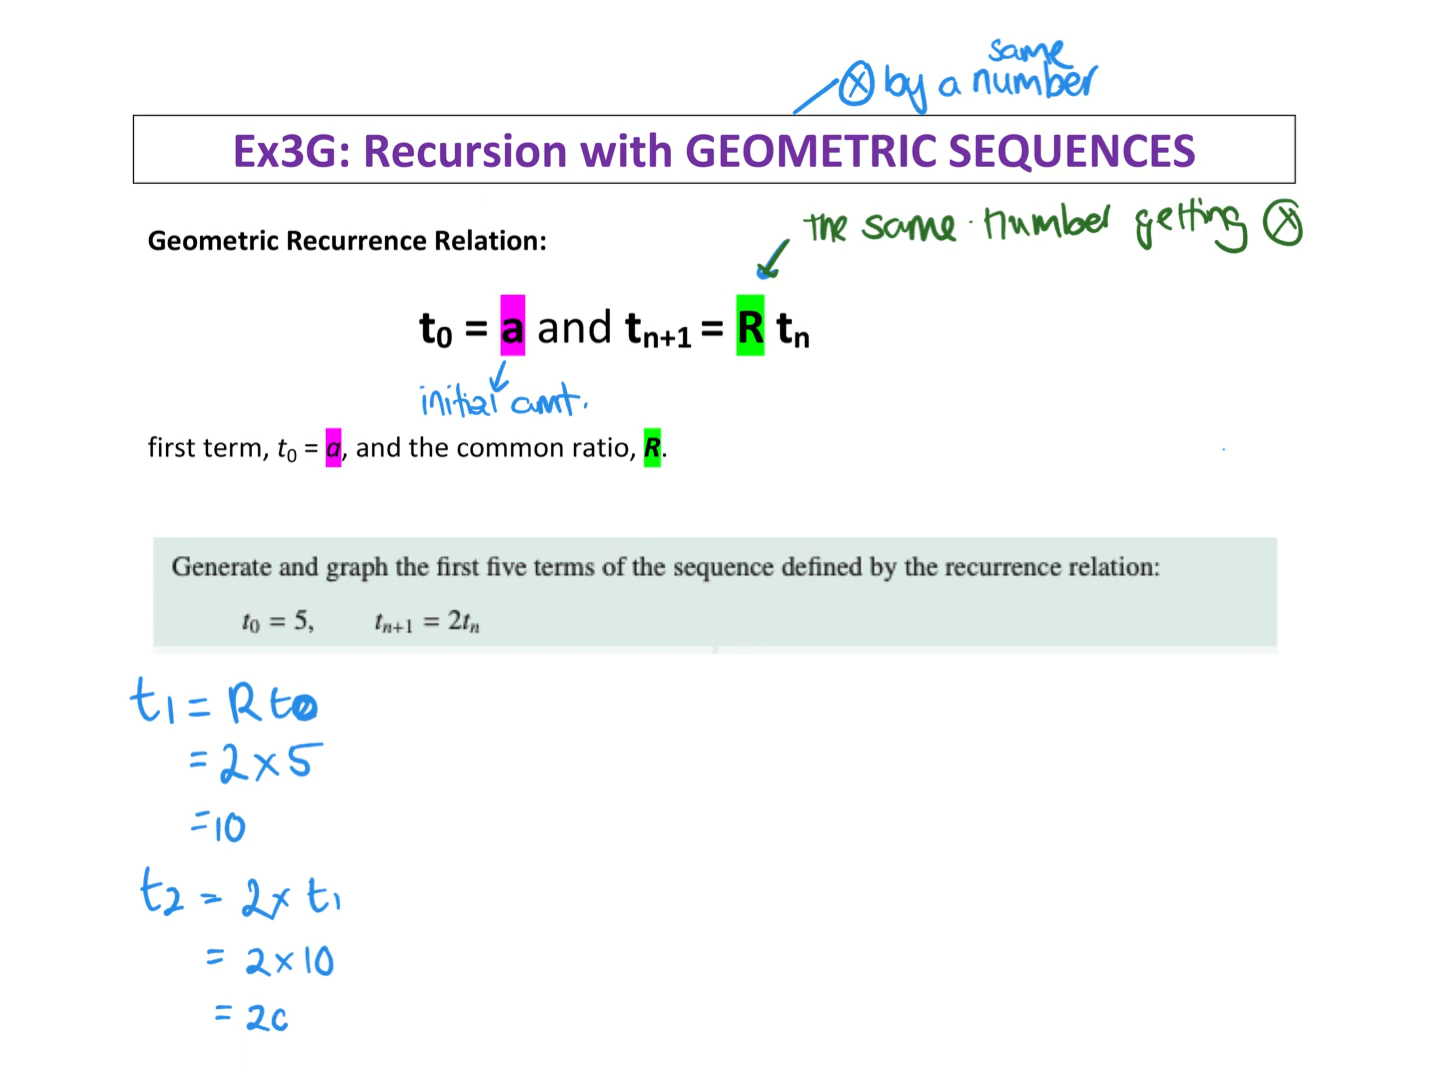 same
⊗ by a number
Ex3G: Recursion with GEOMETRIC SEQUENCES
the same number getting ⊗
Geometric Recurrence Relation:
t₀ = a and tₙ₊₁ = R tₙ
initial amt.
first term, t₀ = a, and the common ratio, R.
Generate and graph the first five terms of the sequence defined by the recurrence relation:
t₀ = 5, tₙ₊₁ = 2tₙ
t₁ = R t₀
= 2 × 5
= 10
t₂ = 2 × t₁
= 2 × 10
= 20